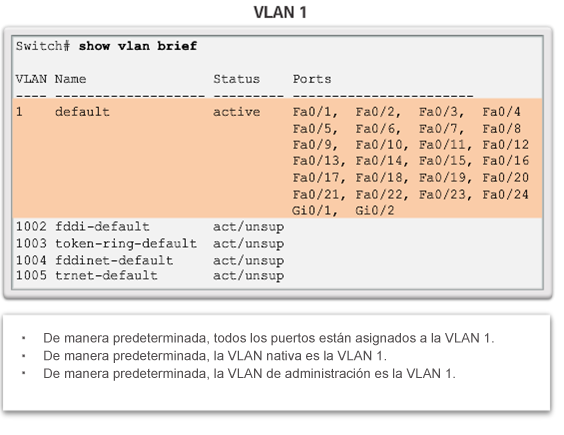 VLAN 1
Switch# show vlan brief
VLAN Name Status Ports
---- ------------------- --------- -----------------------
1 default active Fa0/1, Fa0/2, Fa0/3, Fa0/4
Fa0/5, Fa0/6, Fa0/7, Fa0/8
Fa0/9, Fa0/10, Fa0/11, Fa0/12
Fa0/13, Fa0/14, Fa0/15, Fa0/16
Fa0/17, Fa0/18, Fa0/19, Fa0/20
Fa0/21, Fa0/22, Fa0/23, Fa0/24
Gi0/1, Gi0/2
1002 fddi-default act/unsup
1003 token-ring-default act/unsup
1004 fddinet-default act/unsup
1005 trnet-default act/unsup
• De manera predeterminada, todos los puertos están asignados a la VLAN 1.
• De manera predeterminada, la VLAN nativa es la VLAN 1.
• De manera predeterminada, la VLAN de administración es la VLAN 1.